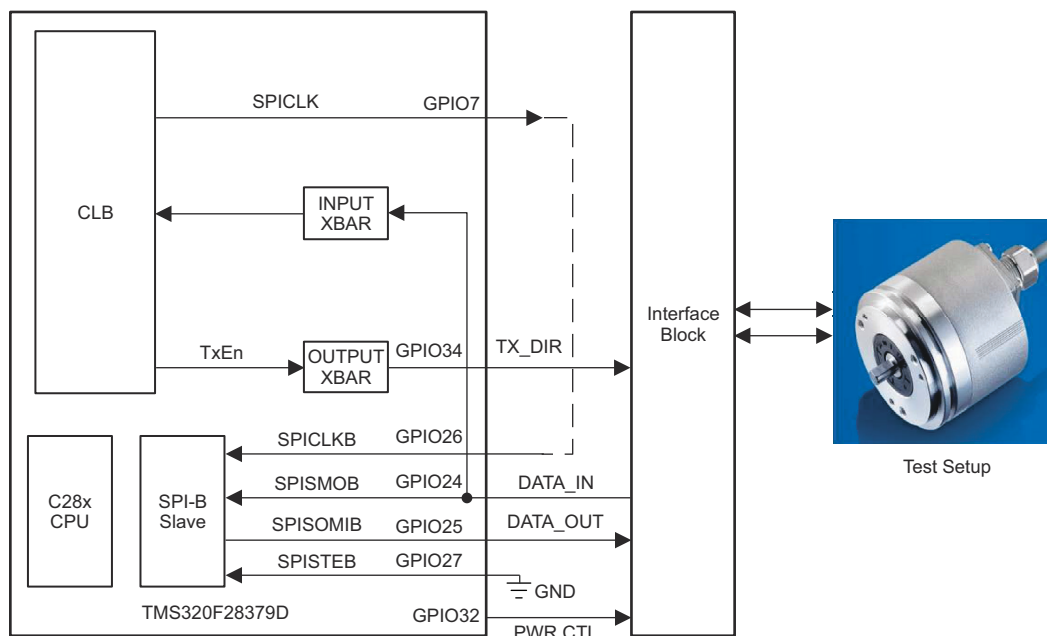 SPICLK
GPIO7
CLB
INPUT
XBAR
TxEn
OUTPUT
XBAR
GPIO34
TX_DIR
Interface
Block
Test Setup
C28x
CPU
SPI-B
Slave
SPICLKB
GPIO26
SPISMOB
GPIO24
DATA_IN
SPISOMIB
GPIO25
DATA_OUT
SPISTEB
GPIO27
GND
TMS320F28379D
GPIO32
PWR CTL